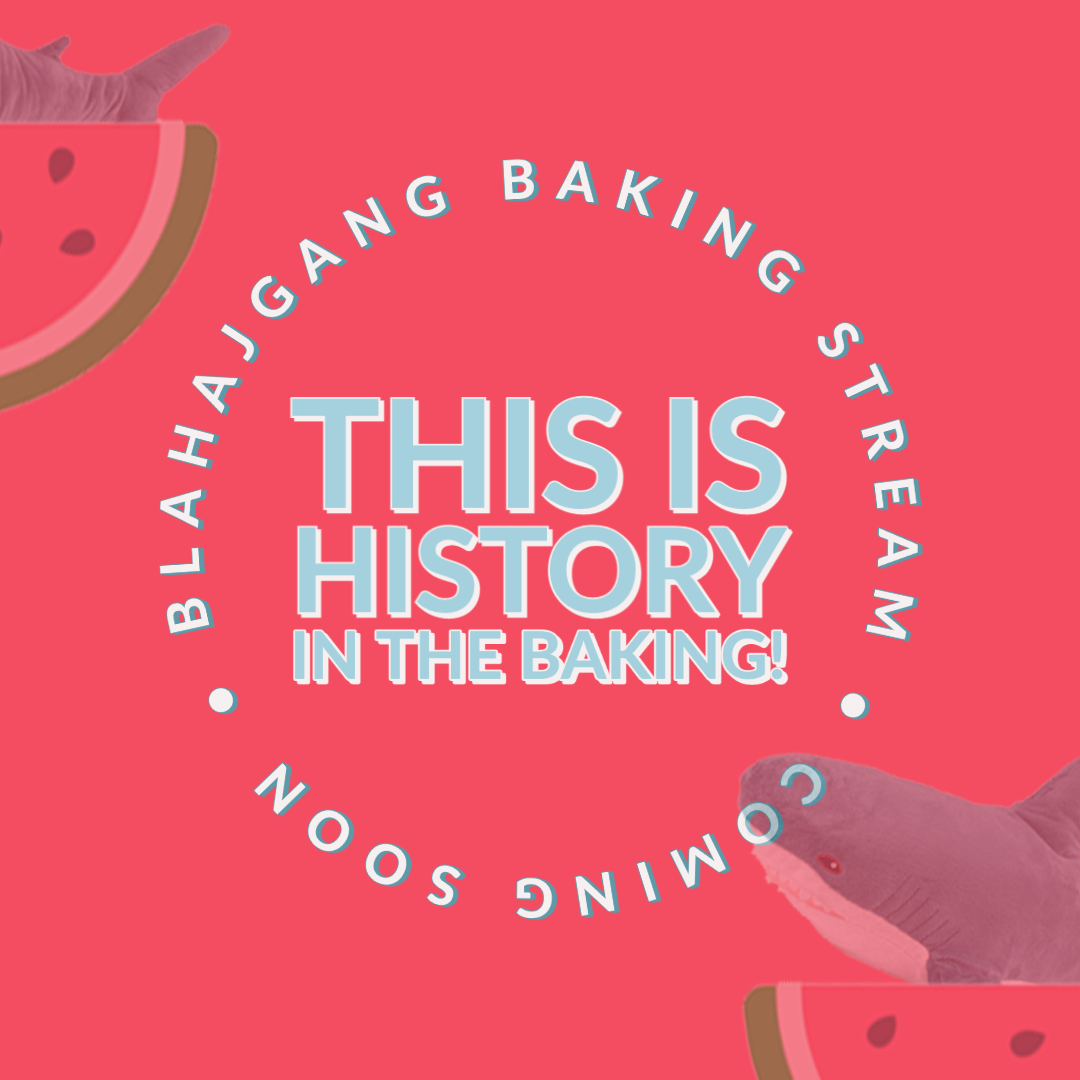 BLAHAJGANG BAKING STREAM • COMING SOON •
THIS IS
HISTORY
IN THE BAKING!